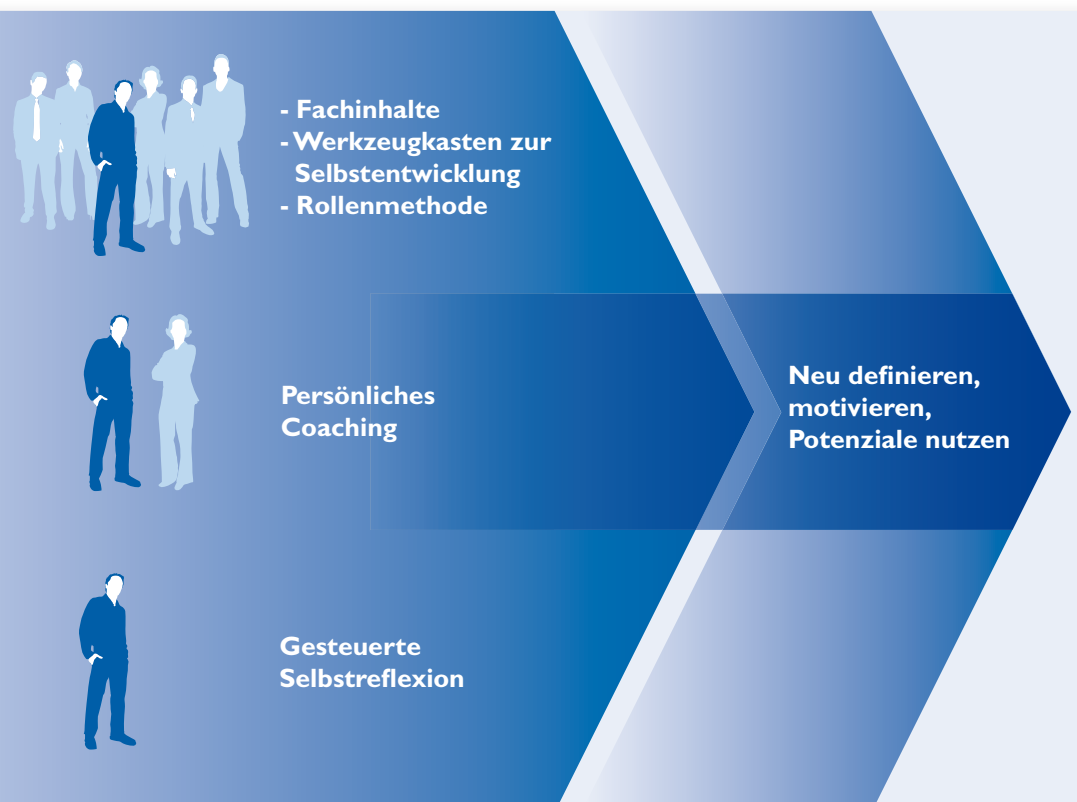 - Fachinhalte
- Werkzeugkasten zur
Selbstentwicklung
- Rollenmethode
Persönliches
Coaching
Neu definieren,
motivieren,
Potenziale nutzen
Gesteuerte
Selbstreflexion